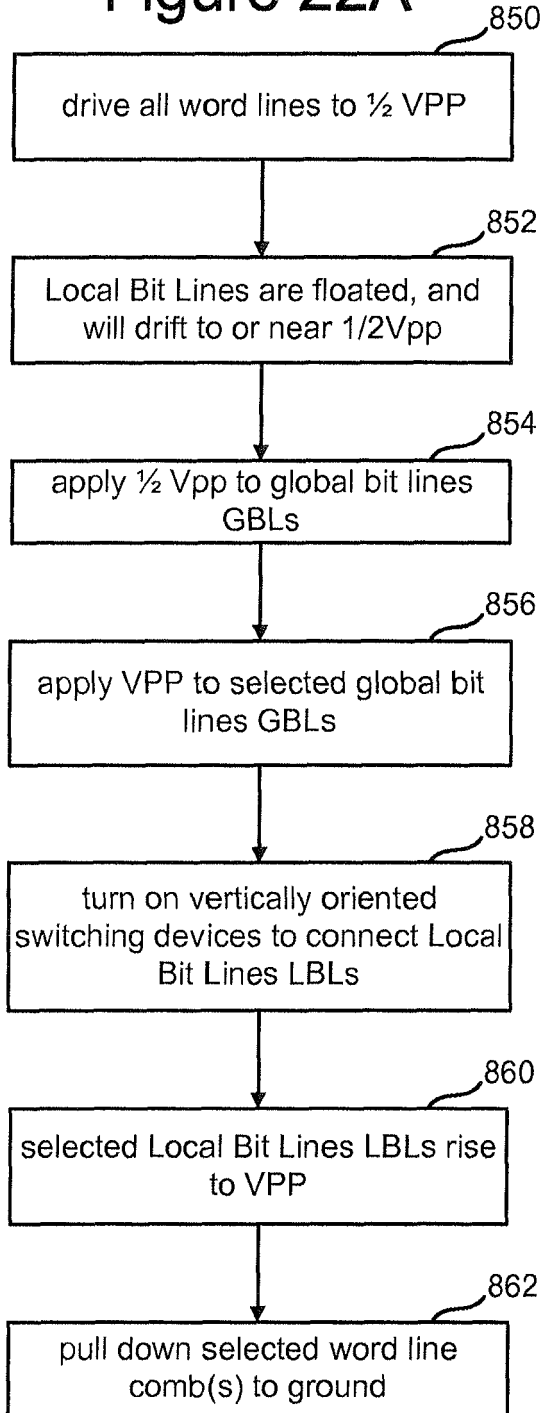 Figure 22A
850
drive all word lines to ½ VPP
852
Local Bit Lines are floated, and
will drift to or near 1/2Vpp
854
apply ½ Vpp to global bit lines
GBLs
856
apply VPP to selected global bit
lines GBLs
858
turn on vertically oriented
switching devices to connect Local
Bit Lines LBLs
860
selected Local Bit Lines LBLs rise
to VPP
862
pull down selected word line
comb(s) to ground